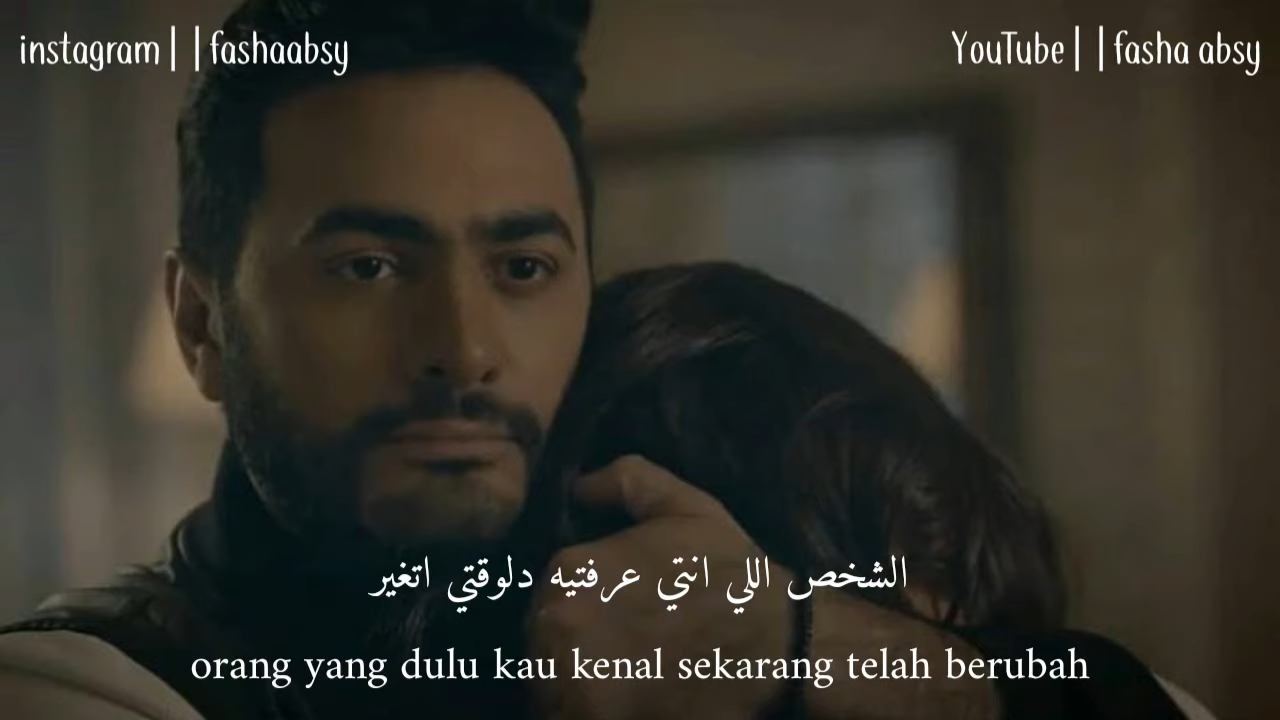 instagram||fashaabsy
YouTube||fasha absy
الشخص اللي انتي عرفتيه دلوقتي اتغير
orang yang dulu kau kenal sekarang telah berubah